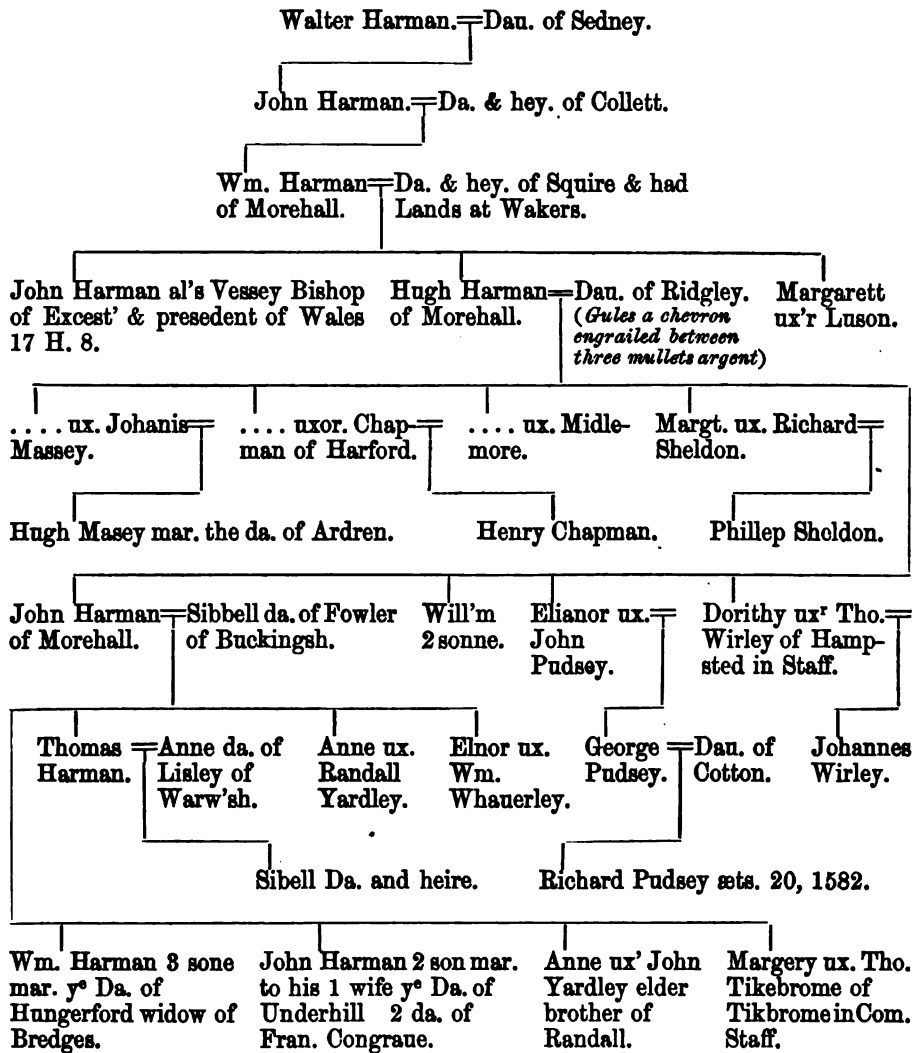 Walter Harman.=Dau. of Sedney.
John Harman.=Da. & hey. of Collett.
Wm. Harman=Da. & hey. of Squire & had
of Morehall. Lands at Wakers.
John Harman al's Vessey Bishop
of Excest' & presedent of Wales
17 H. 8.
Hugh Harman=Dau. of Ridgley.
of Morehall. (Gules a chevron
engrailed between
three mullets argent)
Margarett
ux'r Luson.
.... ux. Johanis=
Massey.
.... uxor. Chap-=
man of Harford.
.... ux. Midle-
more.
Margt. ux. Richard=
Sheldon.
Hugh Masey mar. the da. of Ardren.
Henry Chapman.
Phillep Sholdon.
John Harman=Sibbell da. of Fowler
of Morehall. of Buckingsh.
Will'm
2 sonne.
Elianor ux.=
John
Pudsey.
Dorithy uxʳ Tho.=
Wirley of Hamp-
sted in Staff.
Thomas=Anne da. of
Harman. Lisley of
Warw'sh.
Anne ux.
Randall
Yardley.
Elnor ux.
Wm.
Whauerley.
George=Dau. of
Pudsey. Cotton.
Johannes
Wirley.
Sibell Da. and heire.
Richard Pudsey æts. 20, 1582.
Wm. Harman 3 sone
mar. yᵉ Da. of
Hungerford widow of
Bredges.
John Harman 2 son mar.
to his 1 wife yᵉ Da. of
Underhill 2 da. of
Fran. Congraue.
Anne ux' John
Yardley elder
brother of
Randall.
Margery ux. Tho.
Tikebrome of
Tikbrome in Com.
Staff.